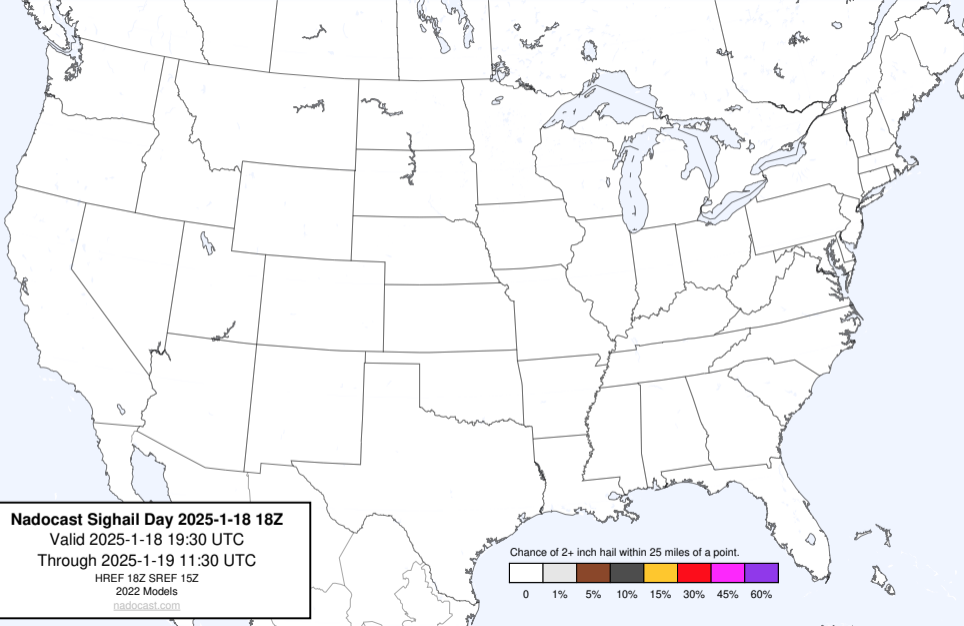 Nadocast Sighail Day 2025-1-18 18Z
Valid 2025-1-18 19:30 UTC
Through 2025-1-19 11:30 UTC
HREF 18Z SREF 15Z
2022 Models
nadocast.com
Chance of 2+ inch hail within 25 miles of a point.
0 1% 5% 10% 15% 30% 45% 60%